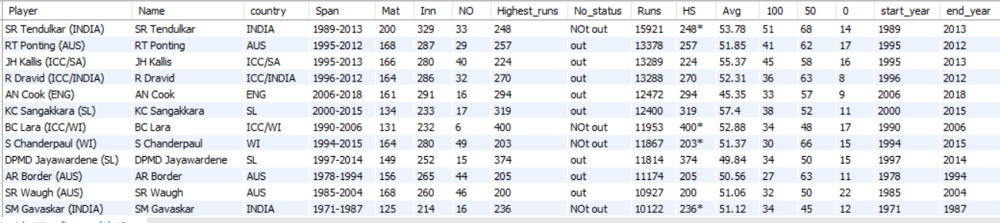 Player Name country Span Mat Inn NO Highest_runs No_status Runs HS Avg 100 50 0 start_year end_year
SR Tendulkar (INDIA) SR Tendulkar INDIA 1989-2013 200 329 33 248 NOt out 15921 248* 53.78 51 68 14 1989 2013
RT Ponting (AUS) RT Ponting AUS 1995-2012 168 287 29 257 out 13378 257 51.85 41 62 17 1995 2012
JH Kallis (ICC/SA) JH Kallis ICC/SA 1995-2013 166 280 40 224 out 13289 224 55.37 45 58 16 1995 2013
R Dravid (ICC/INDIA) R Dravid ICC/INDIA 1996-2012 164 286 32 270 out 13288 270 52.31 36 63 8 1996 2012
AN Cook (ENG) AN Cook ENG 2006-2018 161 291 16 294 out 12472 294 45.35 33 57 9 2006 2018
KC Sangakkara (SL) KC Sangakkara SL 2000-2015 134 233 17 319 out 12400 319 57.4 38 52 11 2000 2015
BC Lara (ICC/WI) BC Lara ICC/WI 1990-2006 131 232 6 400 NOt out 11953 400* 52.88 34 48 17 1990 2006
S Chanderpaul (WI) S Chanderpaul WI 1994-2015 164 280 49 203 NOt out 11867 203* 51.37 30 66 15 1994 2015
DPMD Jayawardene (SL) DPMD Jayawardene SL 1997-2014 149 252 15 374 out 11814 374 49.84 34 50 15 1997 2014
AR Border (AUS) AR Border AUS 1978-1994 156 265 44 205 out 11174 205 50.56 27 63 11 1978 1994
SR Waugh (AUS) SR Waugh AUS 1985-2004 168 260 46 200 out 10927 200 51.06 32 50 22 1985 2004
SM Gavaskar (INDIA) SM Gavaskar INDIA 1971-1987 125 214 16 236 NOt out 10122 236* 51.12 34 45 12 1971 1987